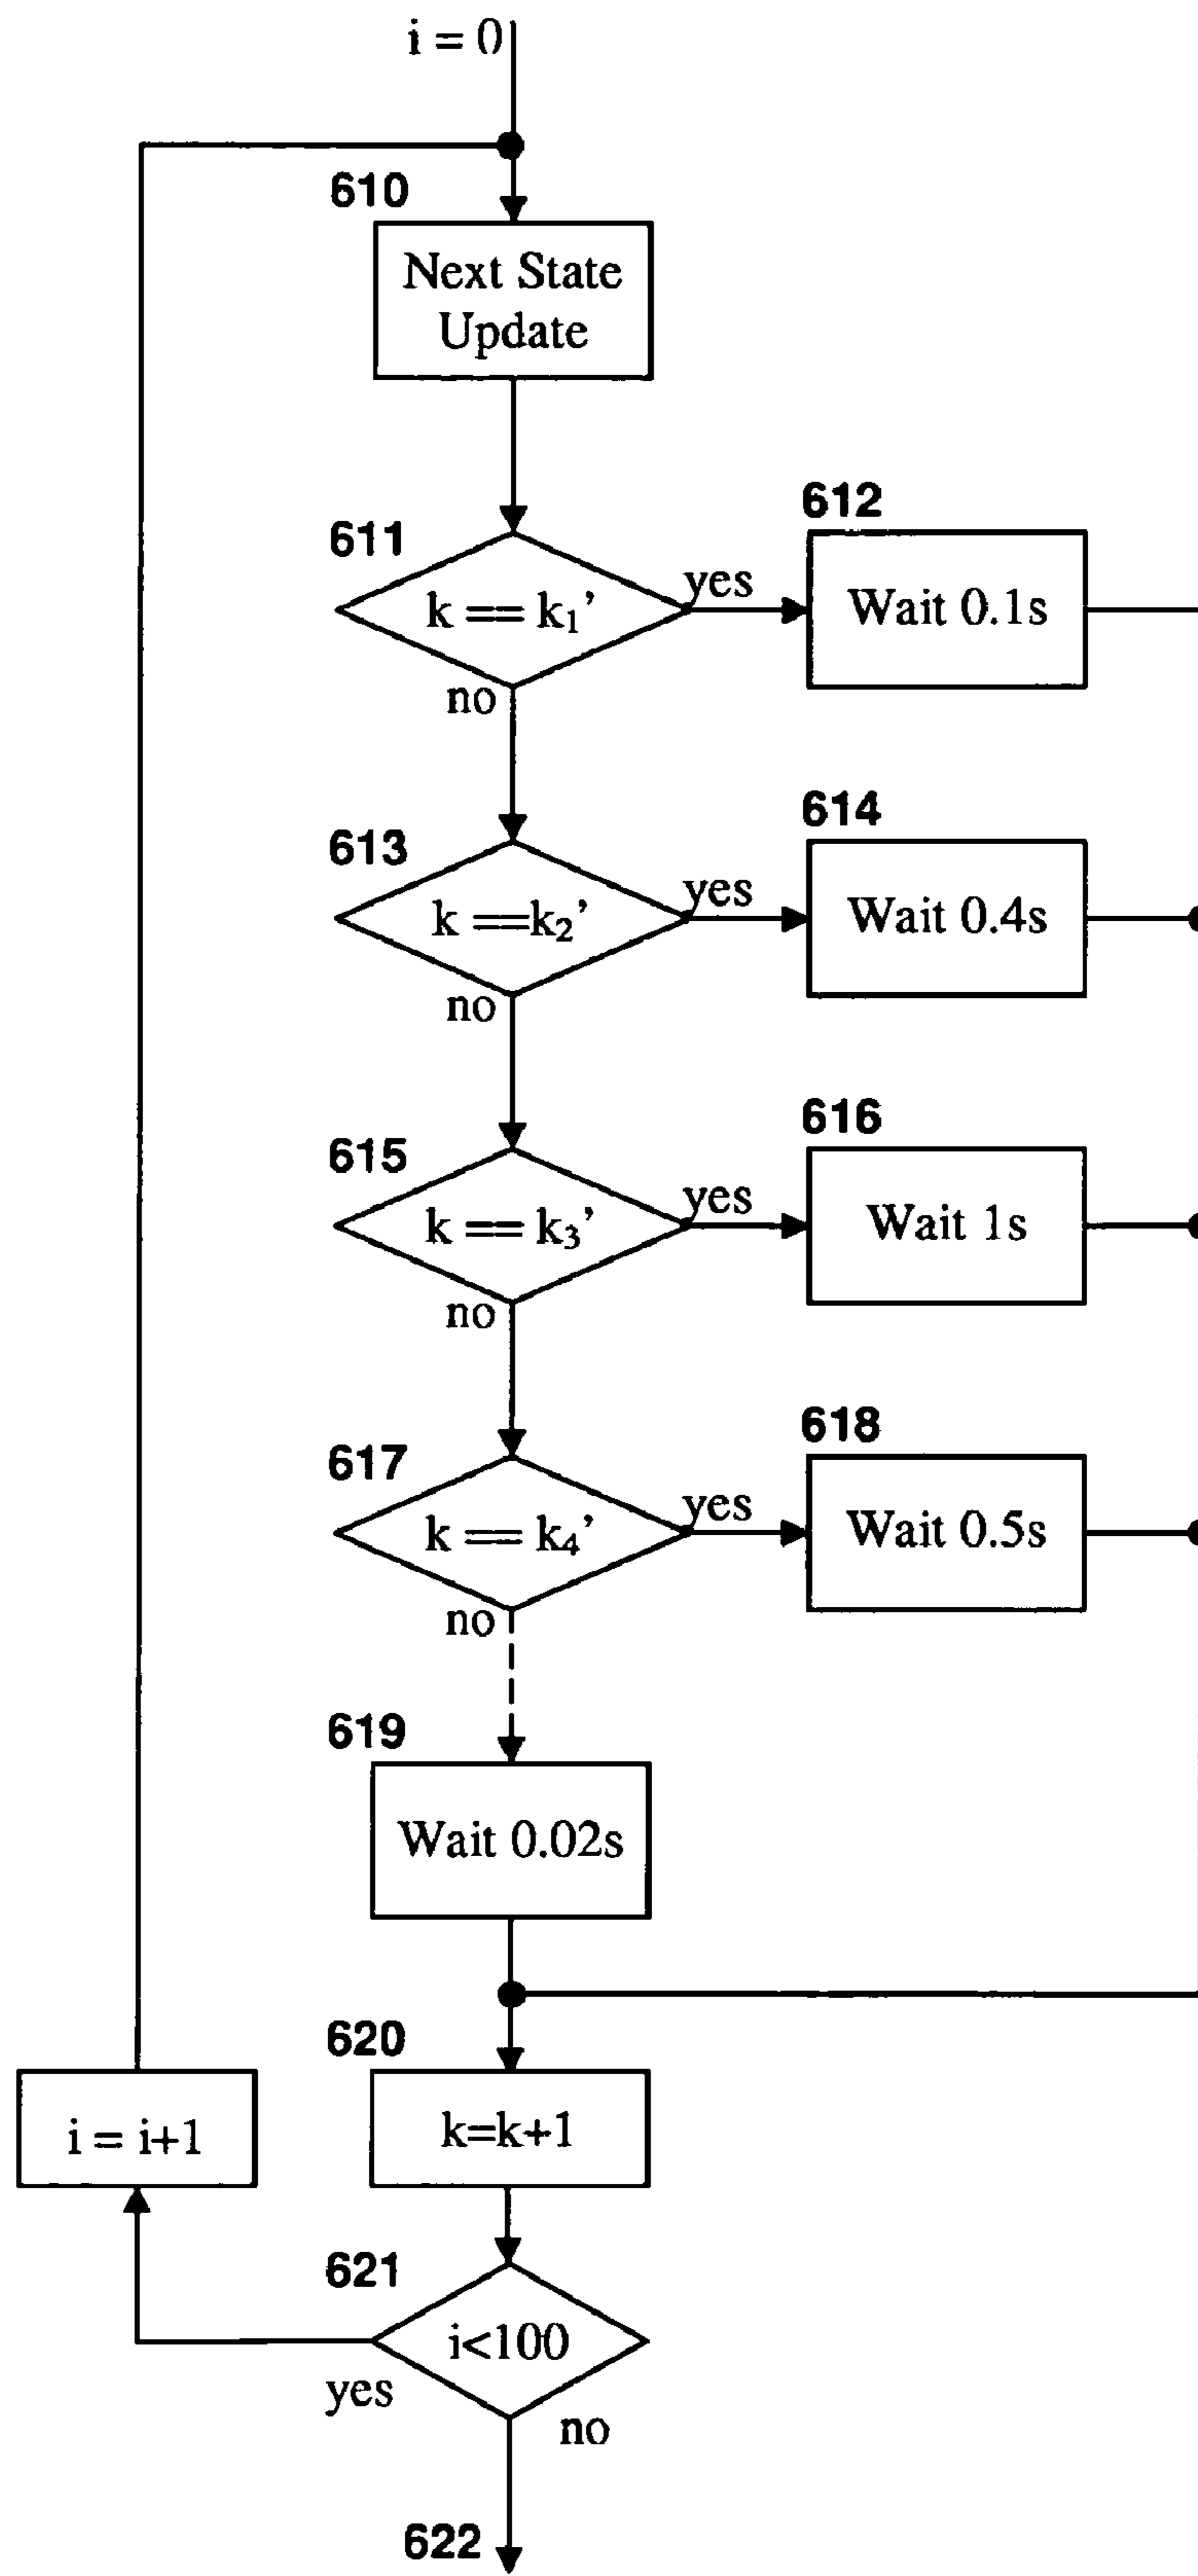 i = 0
610
Next State
Update
611
k == k₁’
yes
612
Wait 0.1s
no
613
k ==k₂’
yes
614
Wait 0.4s
no
615
k == k₃’
yes
616
Wait 1s
no
617
k == k₄’
yes
618
Wait 0.5s
no
619
Wait 0.02s
620
k=k+1
i = i+1
621
i<100
yes
no
622